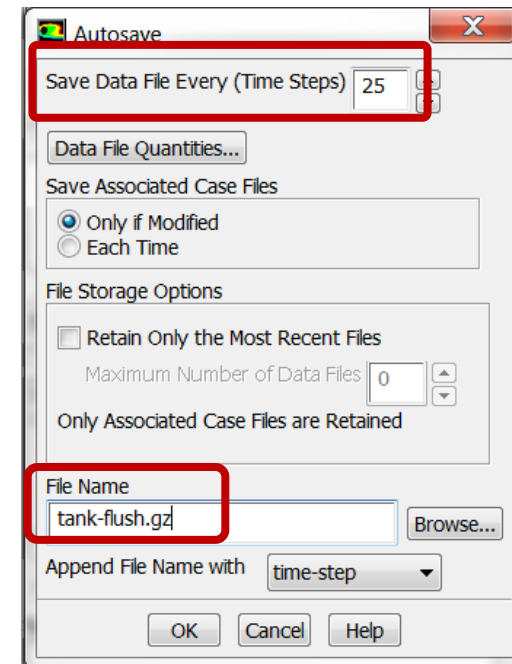 Autosave
Save Data File Every (Time Steps) 25
Data File Quantities...
Save Associated Case Files
Only if Modified
Each Time
File Storage Options
Retain Only the Most Recent Files
Maximum Number of Data Files 0
Only Associated Case Files are Retained
File Name
tank-flush.gz
Browse...
Append File Name with time-step
OK Cancel Help